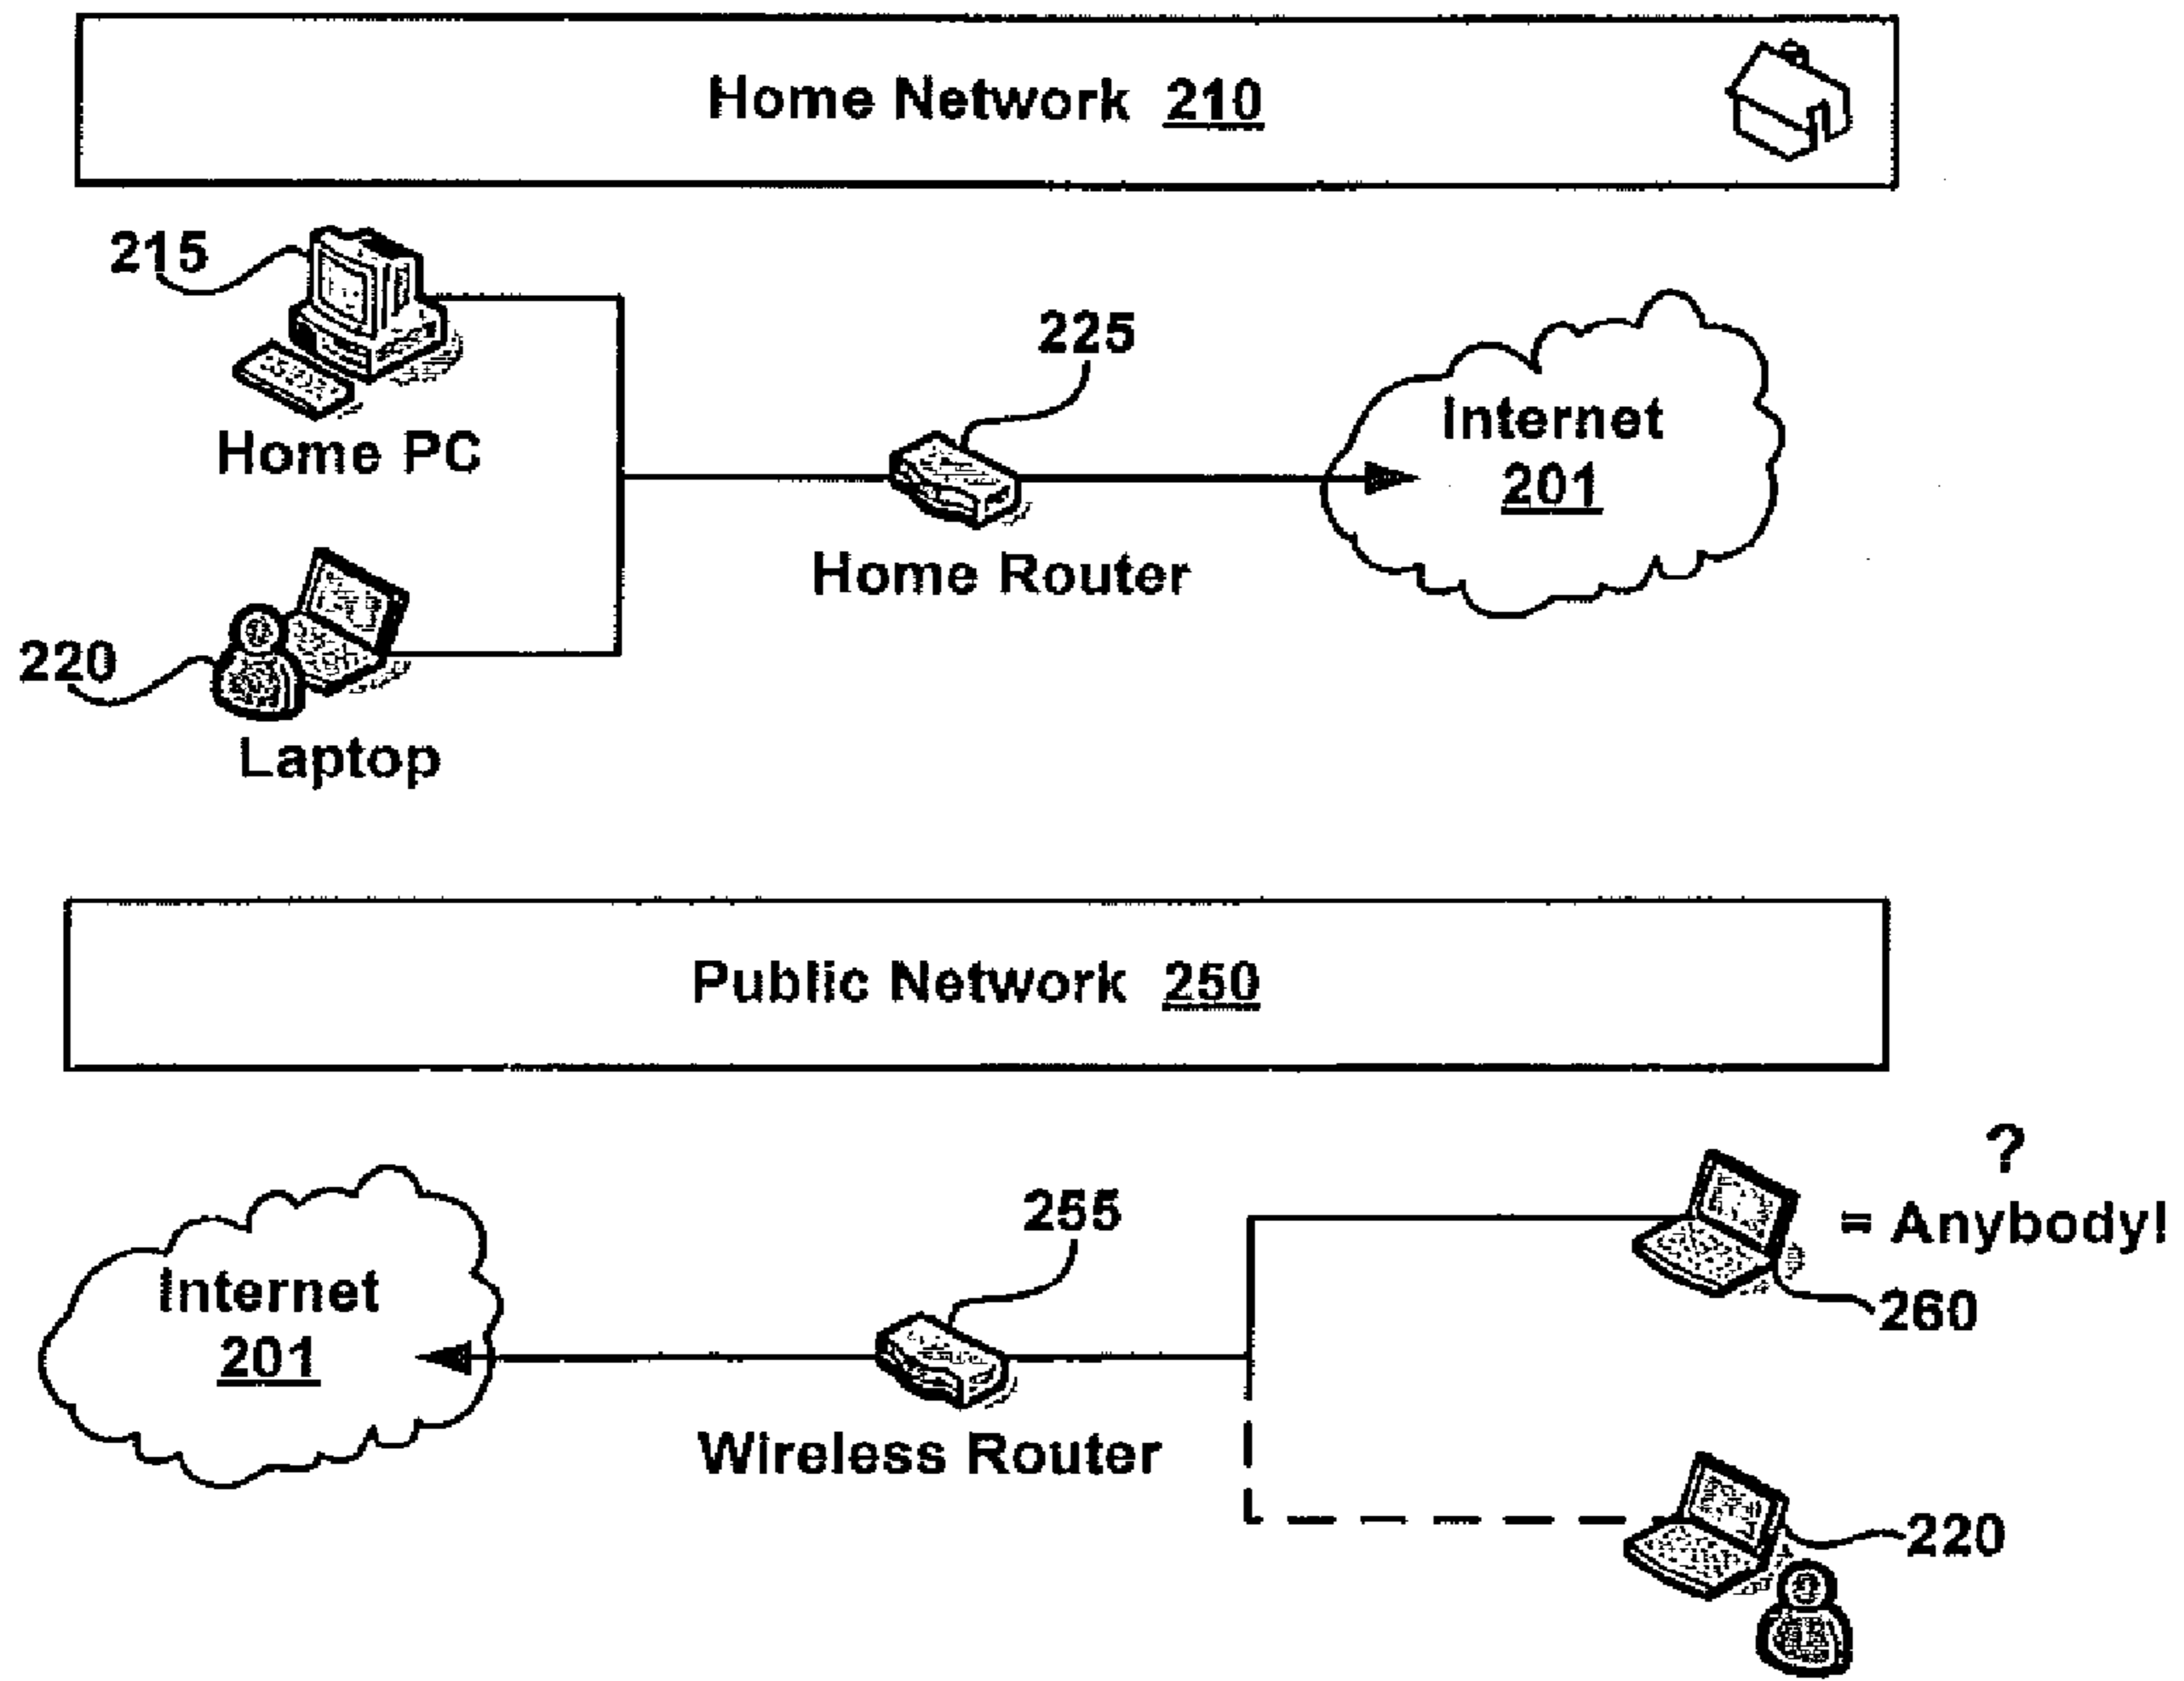 Home Network 210
215
225
Home PC
Internet
201
Home Router
220
Laptop
Public Network 250
?
= Anybody!
260
255
Internet
201
Wireless Router
220